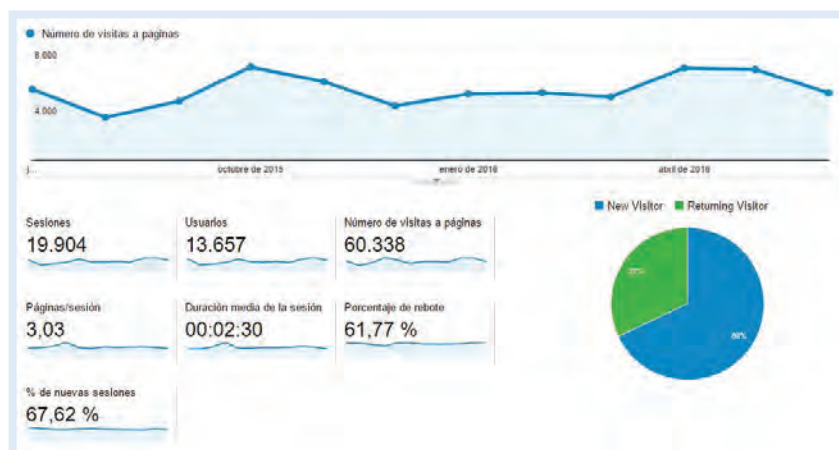 Número de visitas a páginas
8.000
4.000
j...
octubre de 2015
enero de 2016
abril de 2016
New Visitor
Returning Visitor
Sesiones
19.904
Usuarios
13.657
Número de visitas a páginas
60.338
Páginas/sesión
3,03
Duración media de la sesión
00:02:30
Porcentaje de rebote
61,77 %
% de nuevas sesiones
67,62 %